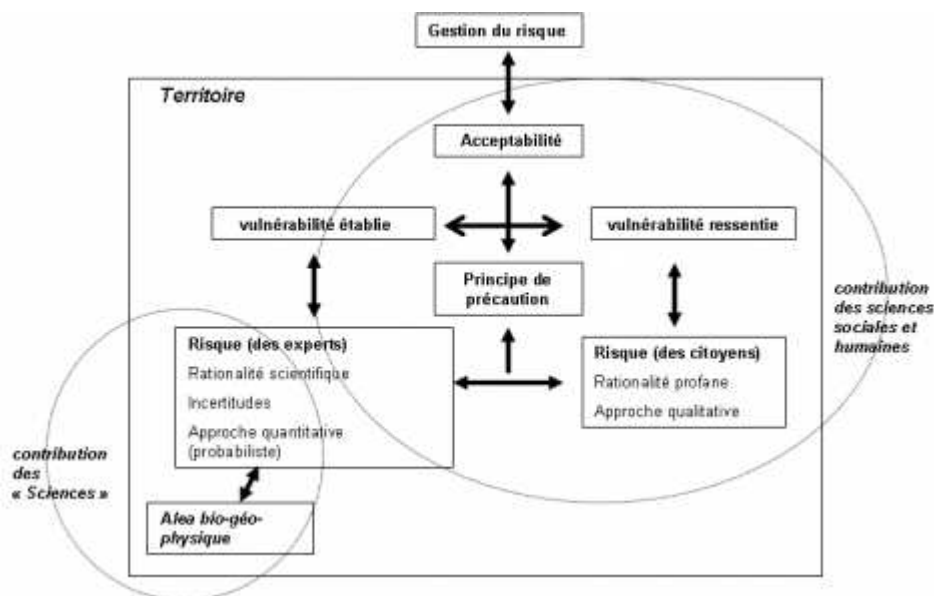 Gestion du risque
Territoire
Acceptabilité
vulnérabilité établie
vulnérabilité ressentie
Principe de
précaution
contribution
des sciences
sociales et
humaines
Risque (des experts)
Rationalité scientifique
Incertitudes
Approche quantitative
(probabiliste)
Risque (des citoyens)
Rationalité profane
Approche qualitative
contribution
des
« Sciences »
Alea bio-géo-
physique